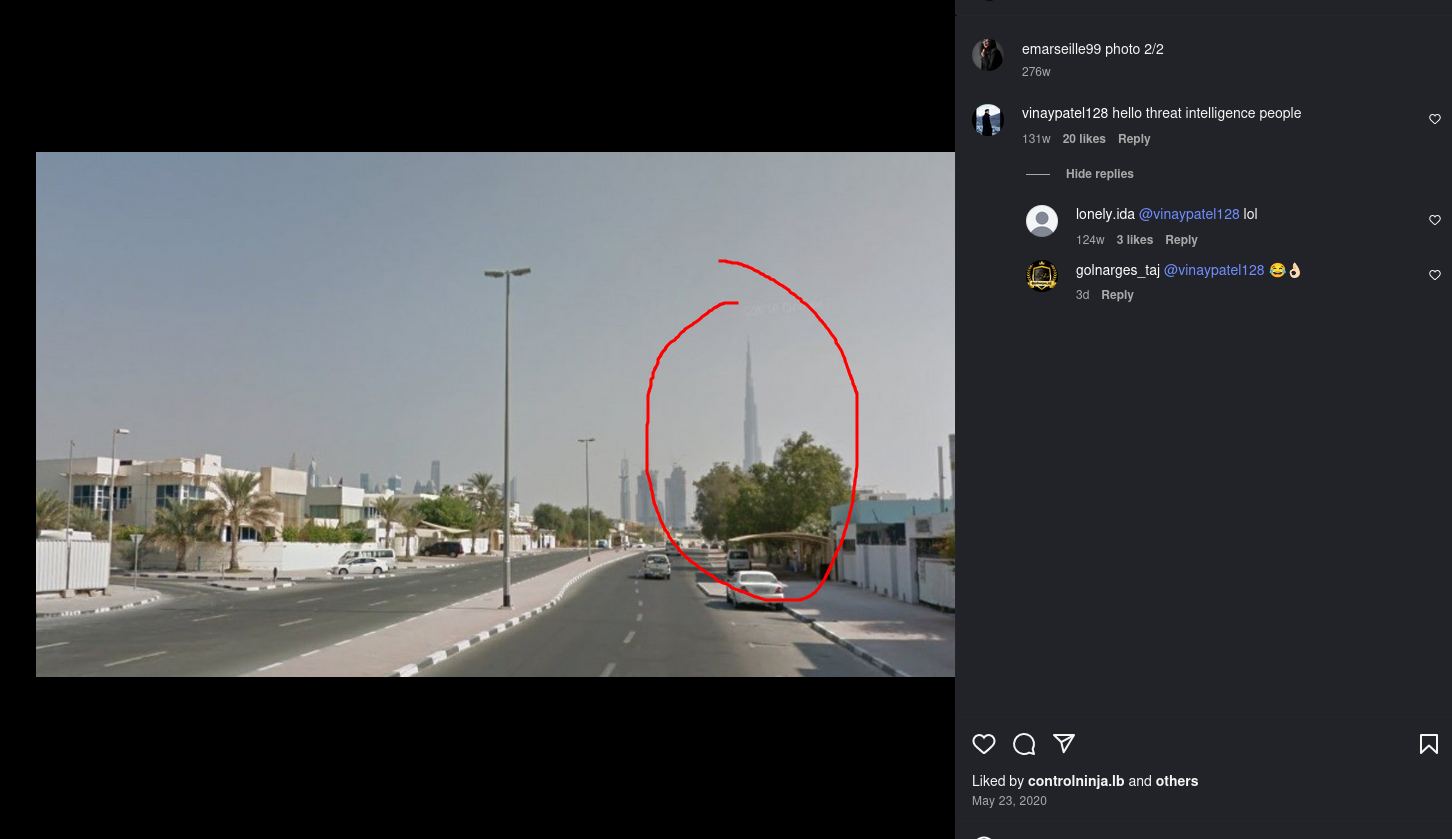 emarseille99 photo 2/2
276w
vinaypatel128 hello threat intelligence people
131w 20 likes Reply
Hide replies
lonely.ida @vinaypatel128 lol
124w 3 likes Reply
golnarges_taj @vinaypatel128 😂👌🏻
3d Reply
Liked by controlninja.lb and others
May 23, 2020